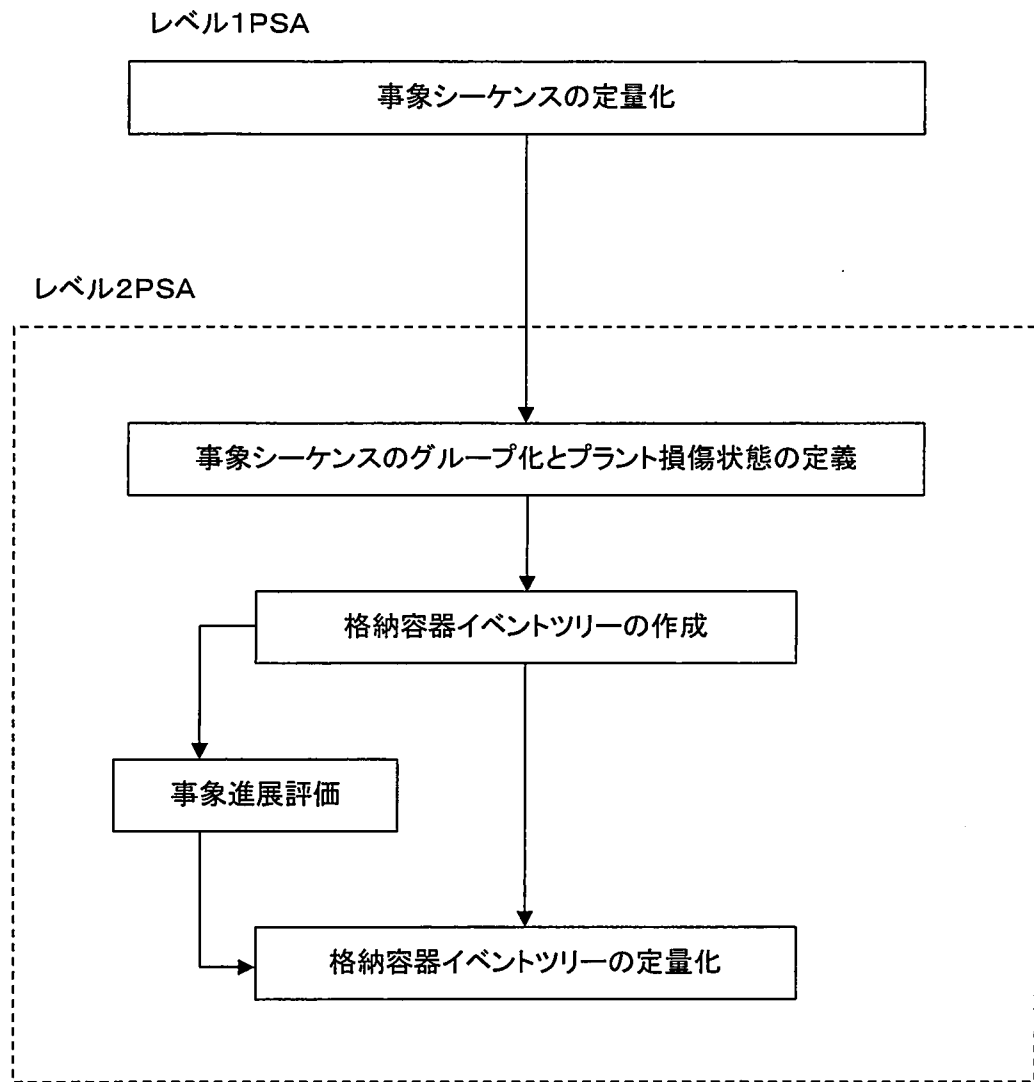 レベル1PSA
事象シーケンスの定量化
レベル2PSA
事象シーケンスのグループ化とプラント損傷状態の定義
格納容器イベントツリーの作成
事象進展評価
格納容器イベントツリーの定量化